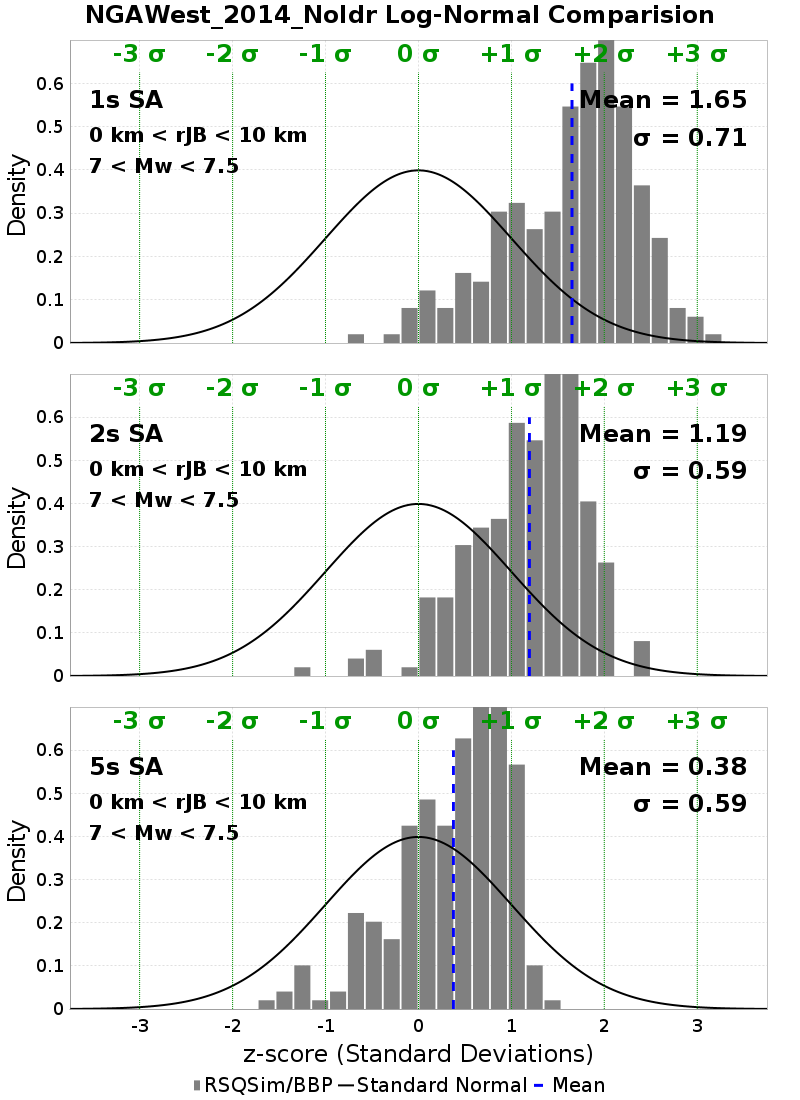 NGAWest_2014_NoIdr Log-Normal Comparision
-3 σ -2 σ -1 σ 0 σ +1 σ +2 σ +3 σ
1s SA
Mean = 1.65
0 km < rJB < 10 km
σ = 0.71
7 < Mw < 7.5
Density
0.6
0.5
0.4
0.3
0.2
0.1
0
-3 σ -2 σ -1 σ 0 σ +1 σ +2 σ +3 σ
2s SA
Mean = 1.19
0 km < rJB < 10 km
σ = 0.59
7 < Mw < 7.5
Density
0.6
0.5
0.4
0.3
0.2
0.1
0
-3 σ -2 σ -1 σ 0 σ +1 σ +2 σ +3 σ
5s SA
Mean = 0.38
0 km < rJB < 10 km
σ = 0.59
7 < Mw < 7.5
Density
0.6
0.5
0.4
0.3
0.2
0.1
0
-3 -2 -1 0 1 2 3
z-score (Standard Deviations)
RSQSim/BBP Standard Normal Mean